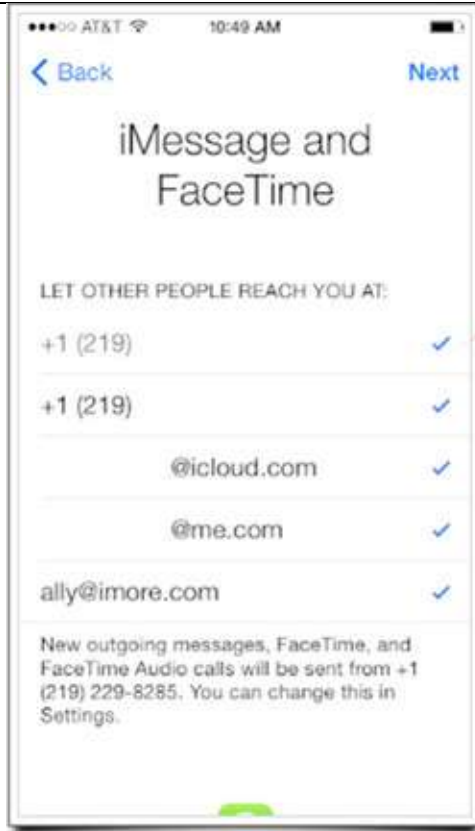 AT&T 10:49 AM
Back Next
iMessage and
FaceTime
LET OTHER PEOPLE REACH YOU AT:
+1 (219)
+1 (219)
@icloud.com
@me.com
ally@imore.com
New outgoing messages, FaceTime, and
FaceTime Audio calls will be sent from +1
(219) 229-8285. You can change this in
Settings.